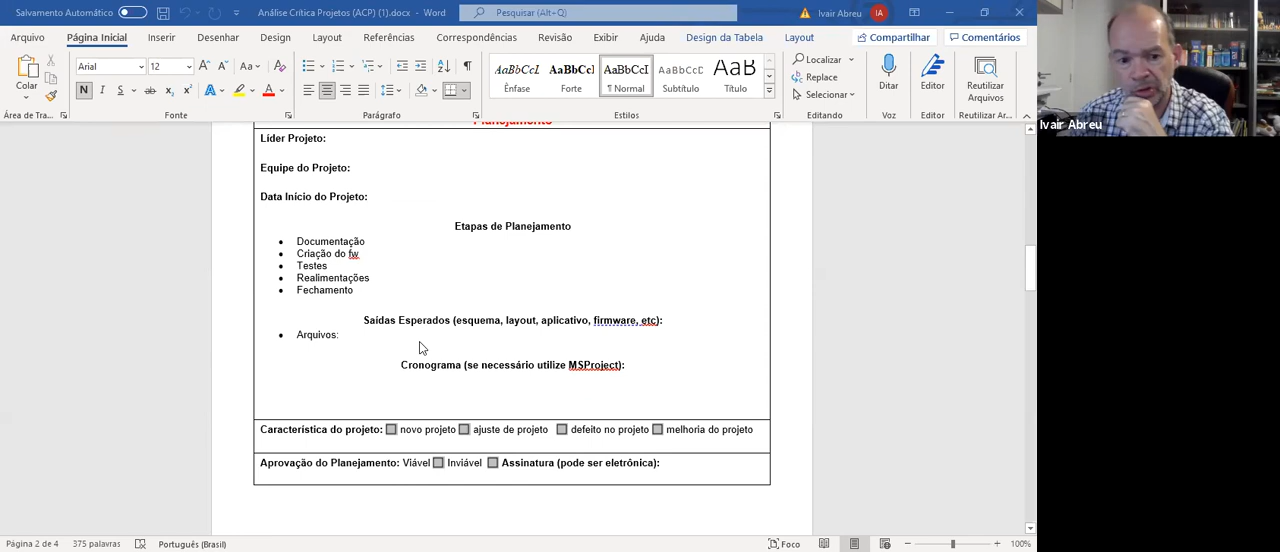 Salvamento Automático
Análise Crítica Projetos (ACP) (1).docx - Word
Pesquisar (Alt+Q)
Ivair Abreu
IA
Arquivo
Página Inicial
Inserir
Desenhar
Design
Layout
Referências
Correspondências
Revisão
Exibir
Ajuda
Design da Tabela
Layout
Compartilhar
Comentários
Colar
Arial
12
Aa
N
I
S
AaBbCcL
Ênfase
AaBbCc
Forte
AaBbCcI
¶ Normal
AaBbCcD
Subtítulo
AaB
Título
Localizar
Replace
Selecionar
Ditar
Editor
Reutilizar
Arquivos
Área de Tra...
Fonte
Parágrafo
Estilos
Editando
Voz
Editor
Reutilizar Ar...
Ivair Abreu
Planejamento
Líder Projeto:
Equipe do Projeto:
Data Início do Projeto:
Etapas de Planejamento
• Documentação
• Criação do fw
• Testes
• Realimentações
• Fechamento
Saídas Esperados (esquema, layout, aplicativo, firmware, etc):
• Arquivos:
Cronograma (se necessário utilize MSProject):
Característica do projeto: novo projeto ajuste de projeto defeito no projeto melhoria do projeto
Aprovação do Planejamento: Viável Inviável Assinatura (pode ser eletrônica):
Página 2 de 4
375 palavras
Português (Brasil)
Foco
100%